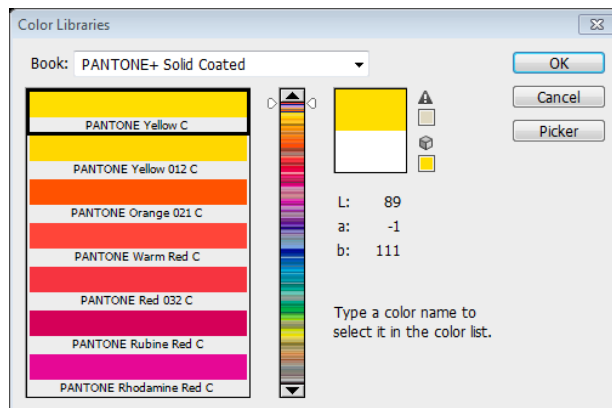 Color Libraries
Book: PANTONE+ Solid Coated
OK
Cancel
Picker
PANTONE Yellow C
PANTONE Yellow 012 C
PANTONE Orange 021 C
PANTONE Warm Red C
PANTONE Red 032 C
PANTONE Rubine Red C
PANTONE Rhodamine Red C
L: 89
a: -1
b: 111
Type a color name to
select it in the color list.